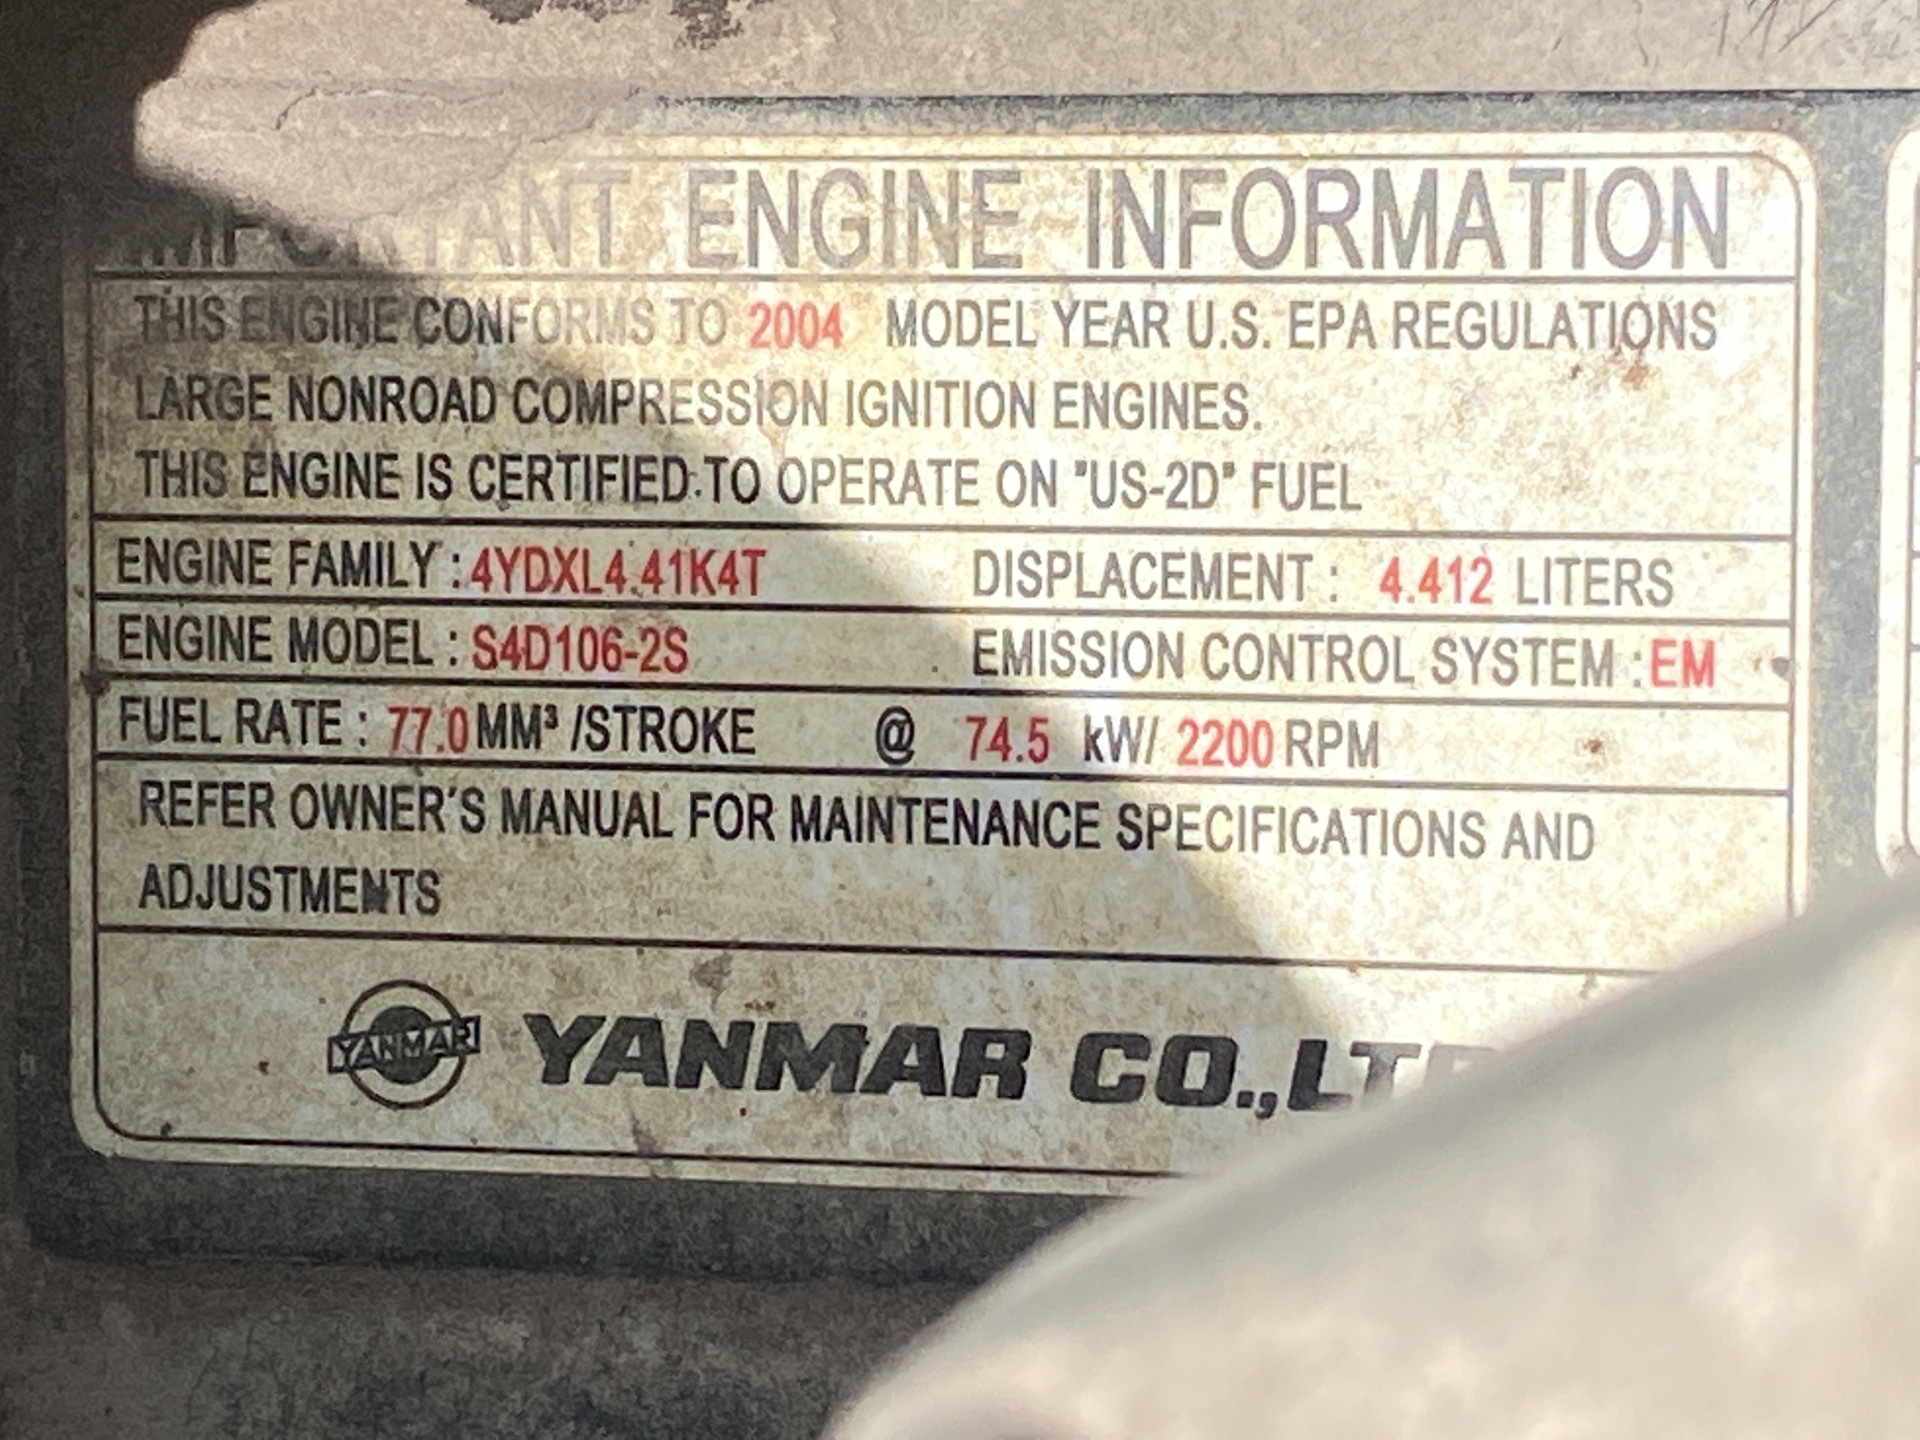 IMPORTANT ENGINE INFORMATION
THIS ENGINE CONFORMS TO 2004 MODEL YEAR U.S. EPA REGULATIONS
LARGE NONROAD COMPRESSION IGNITION ENGINES.
THIS ENGINE IS CERTIFIED TO OPERATE ON "US-2D" FUEL
ENGINE FAMILY : 4YDXL4.41K4T DISPLACEMENT : 4.412 LITERS
ENGINE MODEL : S4D106-2S EMISSION CONTROL SYSTEM : EM
FUEL RATE : 77.0 MM³ /STROKE @ 74.5 kW/ 2200 RPM
REFER OWNER'S MANUAL FOR MAINTENANCE SPECIFICATIONS AND
ADJUSTMENTS
YANMAR YANMAR CO.,LT